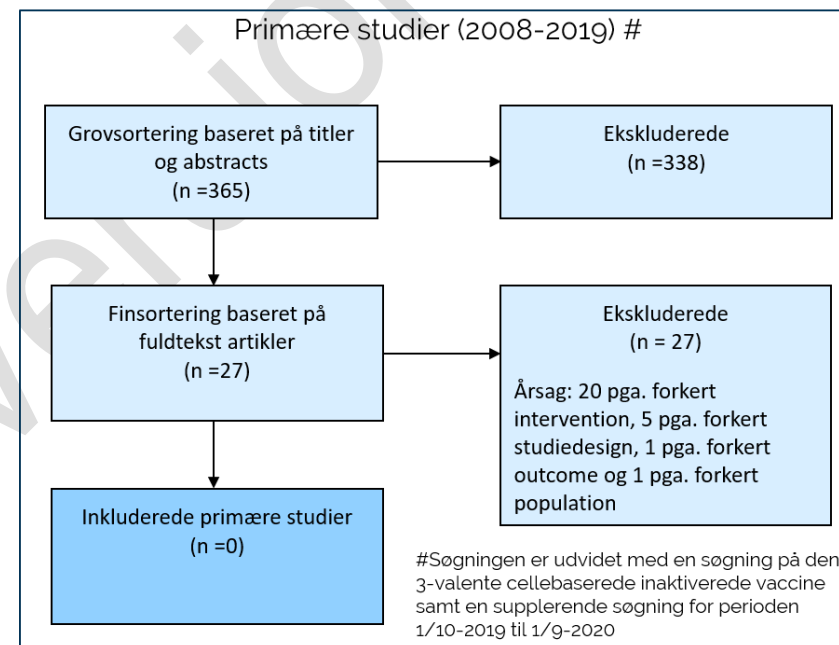 Primære studier (2008-2019) #
Grovsortering baseret på titler
og abstracts
(n =365)
Ekskluderede
(n =338)
Finsortering baseret på
fuldtekst artikler
(n =27)
Ekskluderede
(n = 27)
Årsag: 20 pga. forkert
intervention, 5 pga. forkert
studiedesign, 1 pga. forkert
outcome og 1 pga. forkert
population
Inkluderede primære studier
(n =0)
#Søgningen er udvidet med en søgning på den
3-valente cellebaserede inaktiverede vaccine
samt en supplerende søgning for perioden
1/10-2019 til 1/9-2020